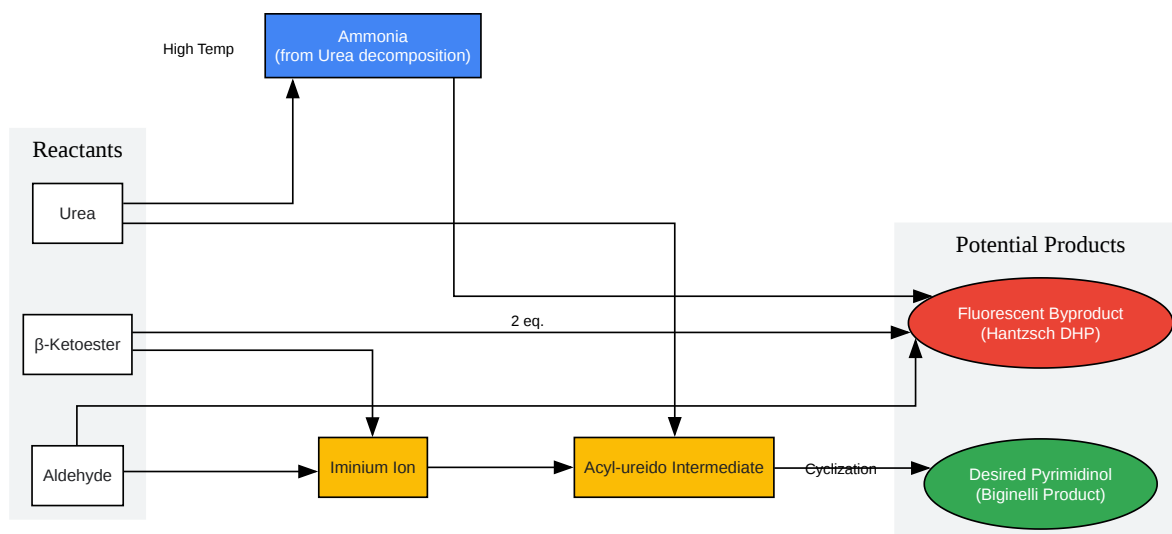 Ammonia
(from Urea decomposition)
High Temp
Reactants
Urea
Potential Products
Fluorescent Byproduct
(Hantzsch DHP)
2 eq.
β-Ketoester
Aldehyde
Iminium Ion
Acyl-ureido Intermediate
Cyclization
Desired Pyrimidinol
(Biginelli Product)